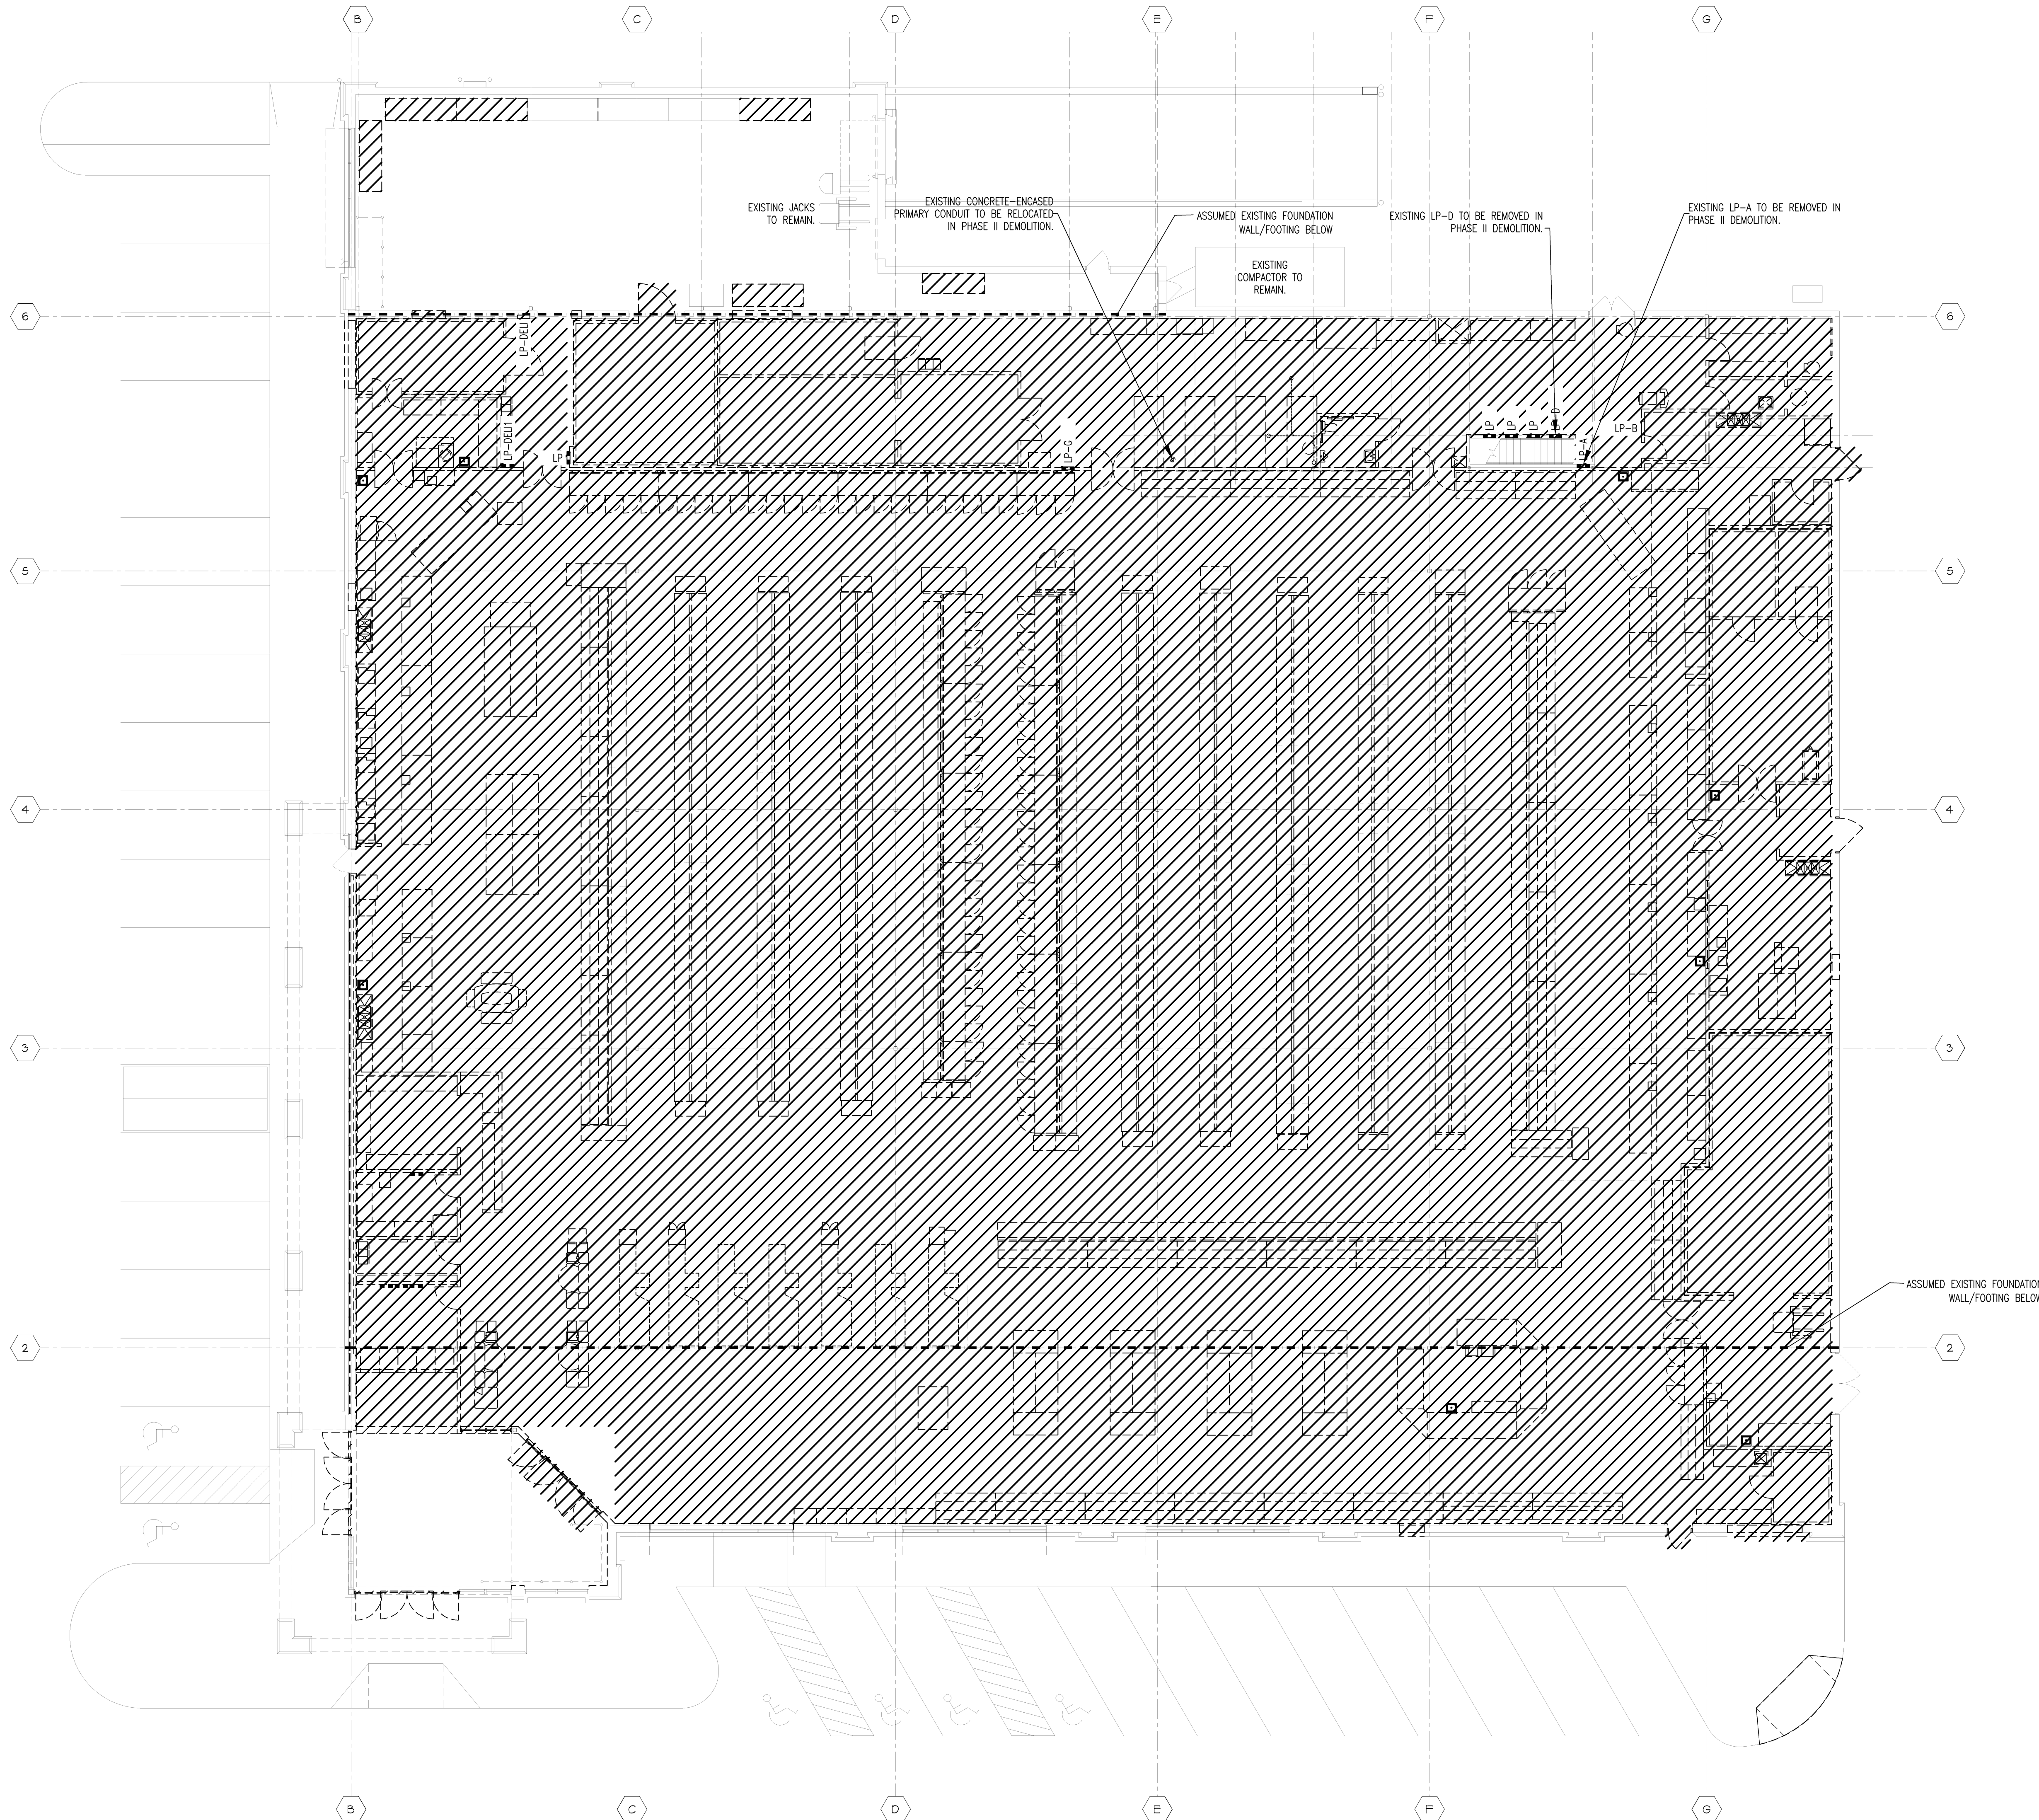 B
C
D
E
F
G
EXISTING JACKS
TO REMAIN.
EXISTING CONCRETE-ENCASED
PRIMARY CONDUIT TO BE RELOCATED
IN PHASE II DEMOLITION.
ASSUMED EXISTING FOUNDATION
WALL/FOOTING BELOW
EXISTING LP-D TO BE REMOVED IN
PHASE II DEMOLITION.
EXISTING LP-A TO BE REMOVED IN
PHASE II DEMOLITION.
EXISTING
COMPACTOR TO
REMAIN.
6
6
LP-DELI1
LP
LP-G
LP
LP
LP
LP-A
LP-B
5
5
4
4
3
3
ASSUMED EXISTING FOUNDATION
WALL/FOOTING BELOW
2
2
B
C
D
E
F
G